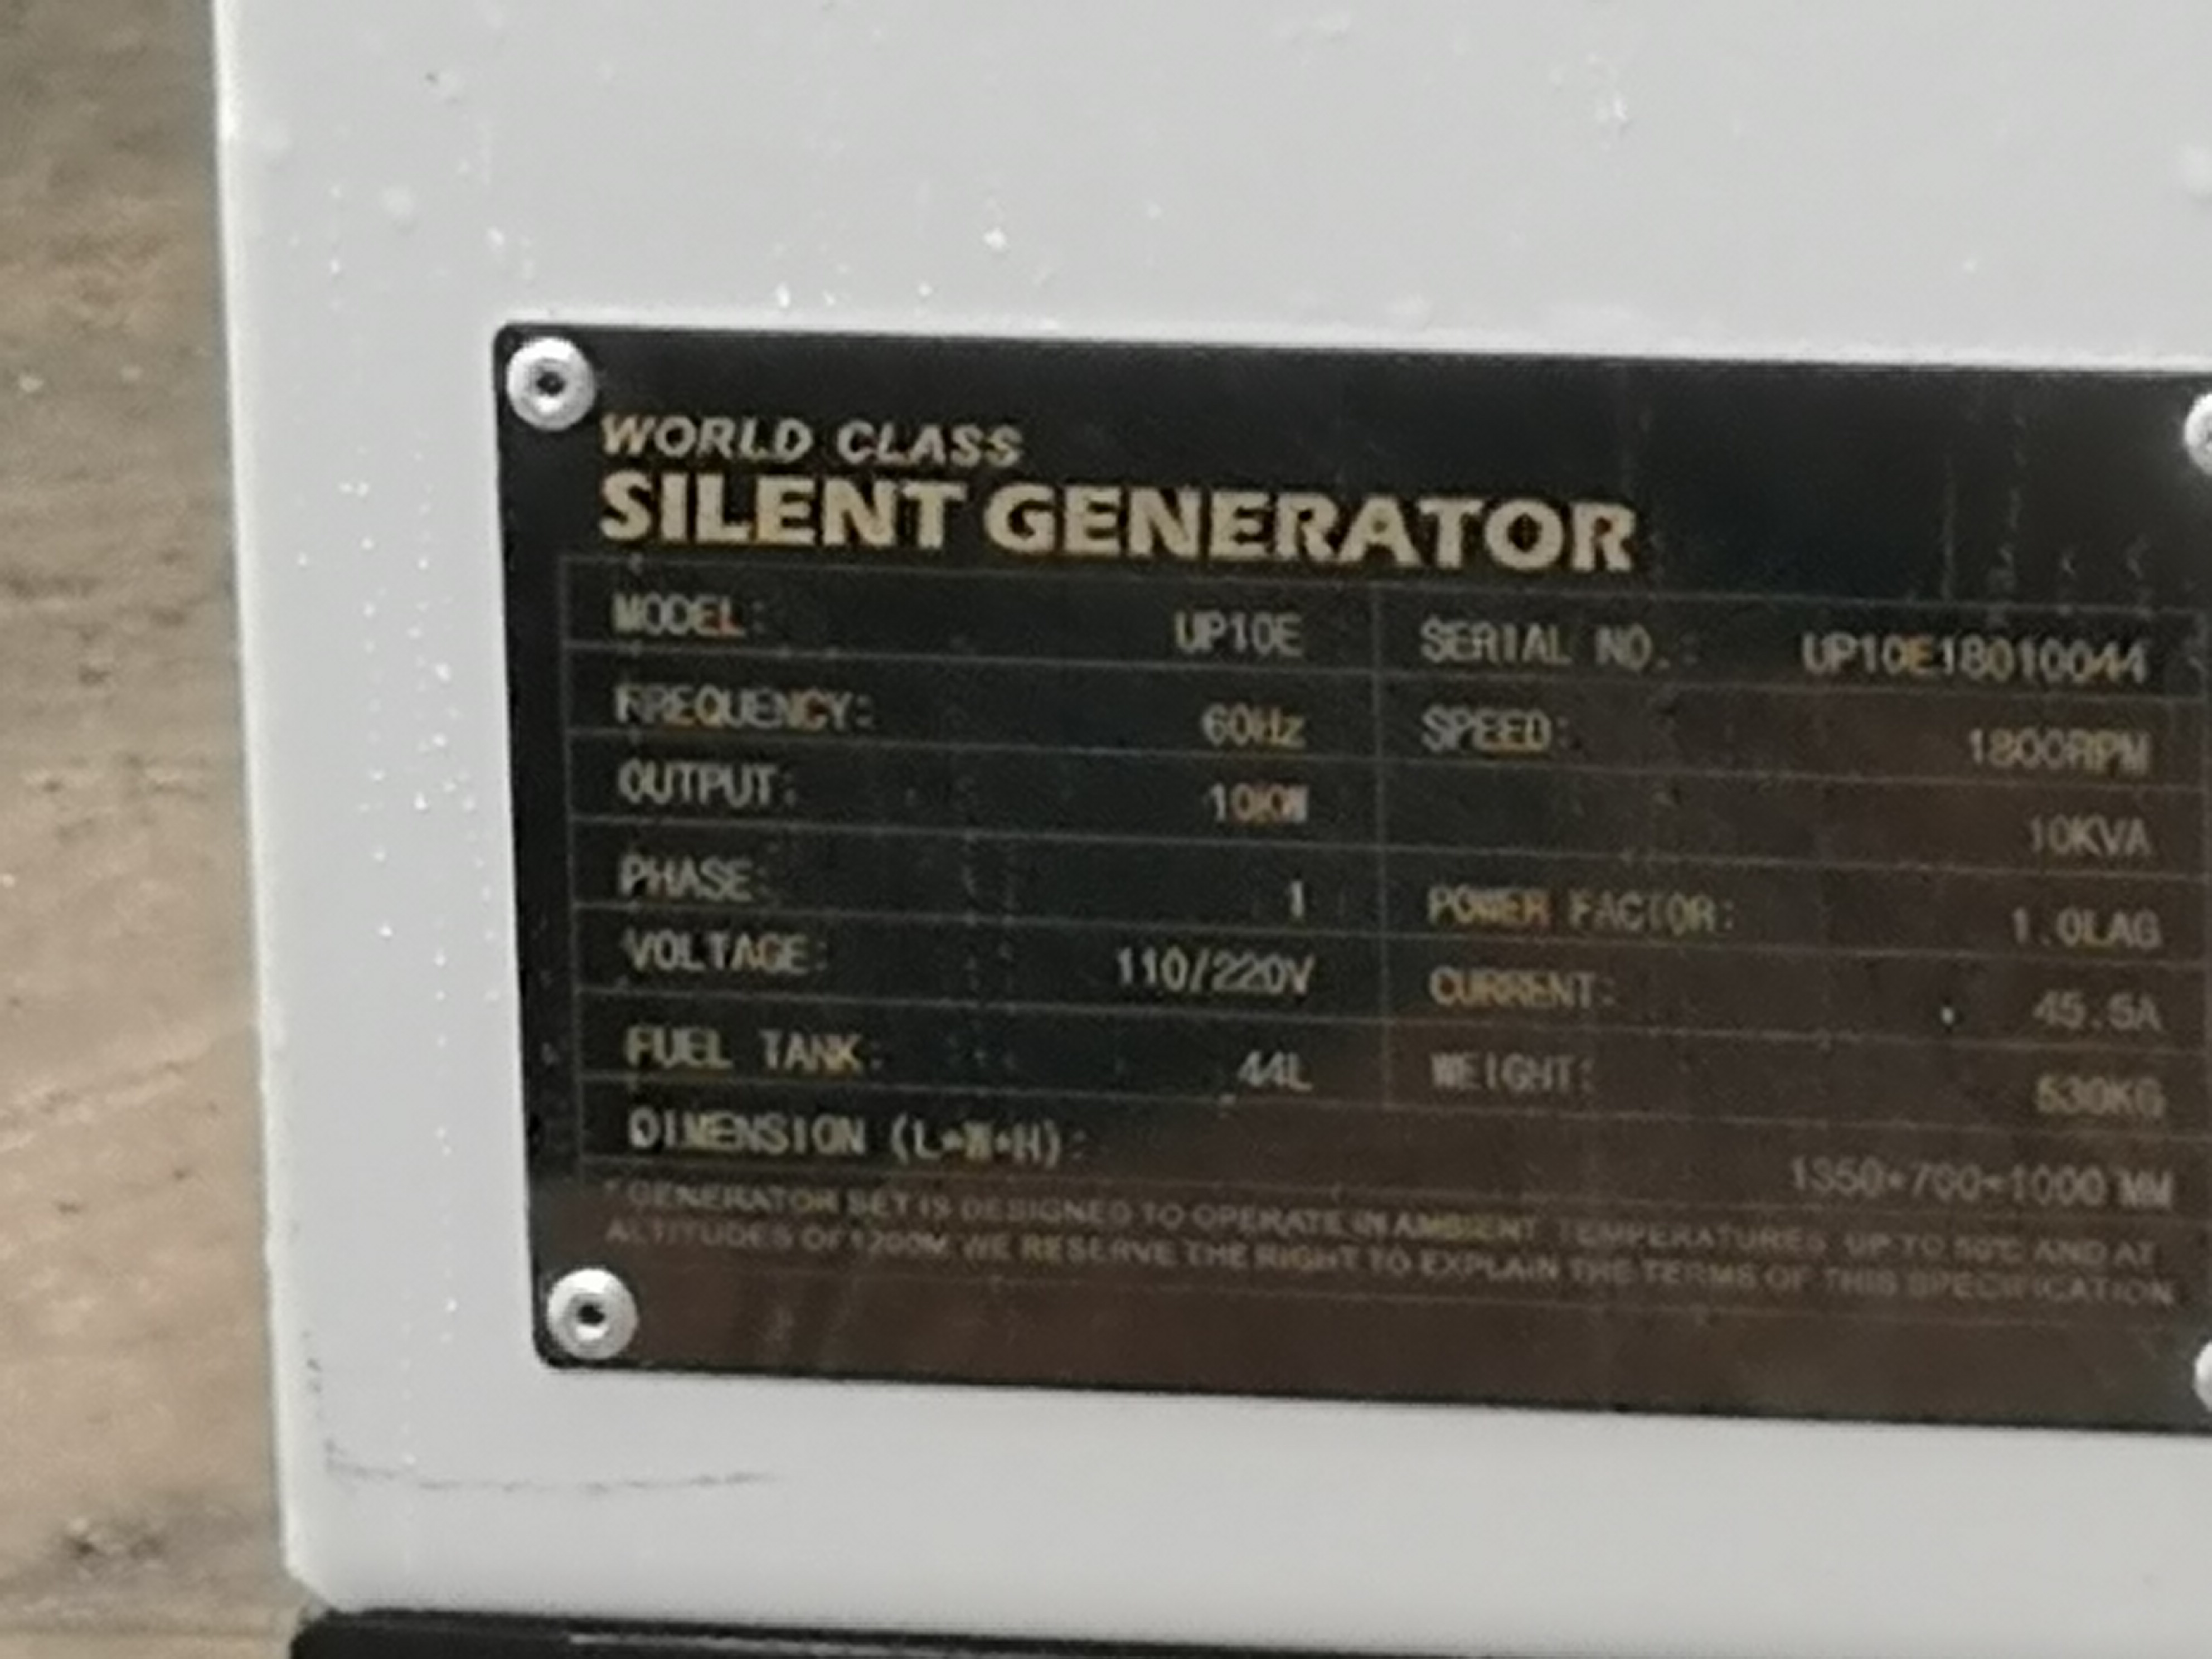 WORLD CLASS
SILENT GENERATOR
MODEL: UP10E SERIAL NO.: UP10E18010044
FREQUENCY: 60Hz SPEED: 1800RPM
OUTPUT: 10KW 10KVA
PHASE: 1 POWER FACTOR: 1.0LAG
VOLTAGE: 110/220V CURRENT: 45.5A
FUEL TANK: 44L WEIGHT: 530KG
DIMENSION (L*W*H): 1350*700*1000 MM
* GENERATOR SET IS DESIGNED TO OPERATE IN AMBIENT TEMPERATURES UP TO 50°C AND AT
ALTITUDES OF 1200M. WE RESERVE THE RIGHT TO EXPLAIN THE TERMS OF THIS SPECIFICATION